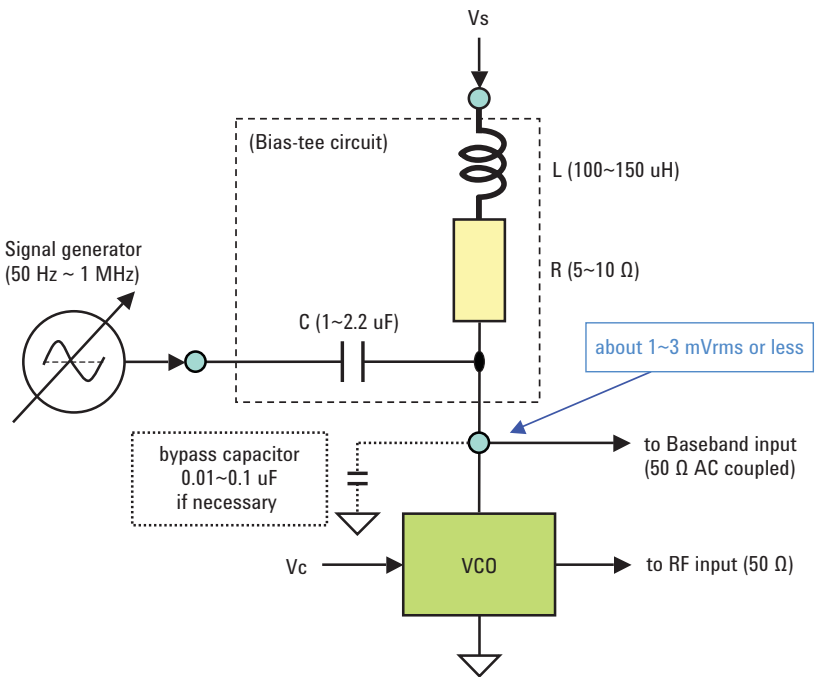 Vs
(Bias-tee circuit)
L (100~150 uH)
Signal generator
(50 Hz ~ 1 MHz)
R (5~10 Ω)
C (1~2.2 uF)
about 1~3 mVrms or less
bypass capacitor
0.01~0.1 uF
if necessary
to Baseband input
(50 Ω AC coupled)
Vc
VCO
to RF input (50 Ω)